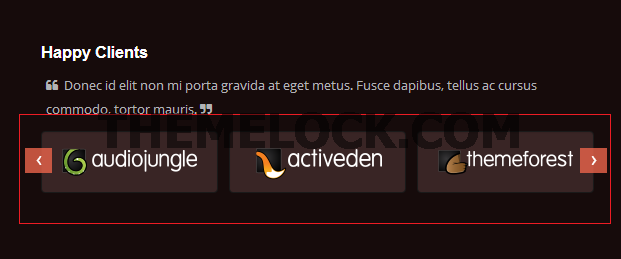 Happy Clients
❝ Donec id elit non mi porta gravida at eget metus. Fusce dapibus, tellus ac cursus
commodo, tortor mauris. ❞
THEMELOCK.COM
‹ audiojungle activeden themeforest ›